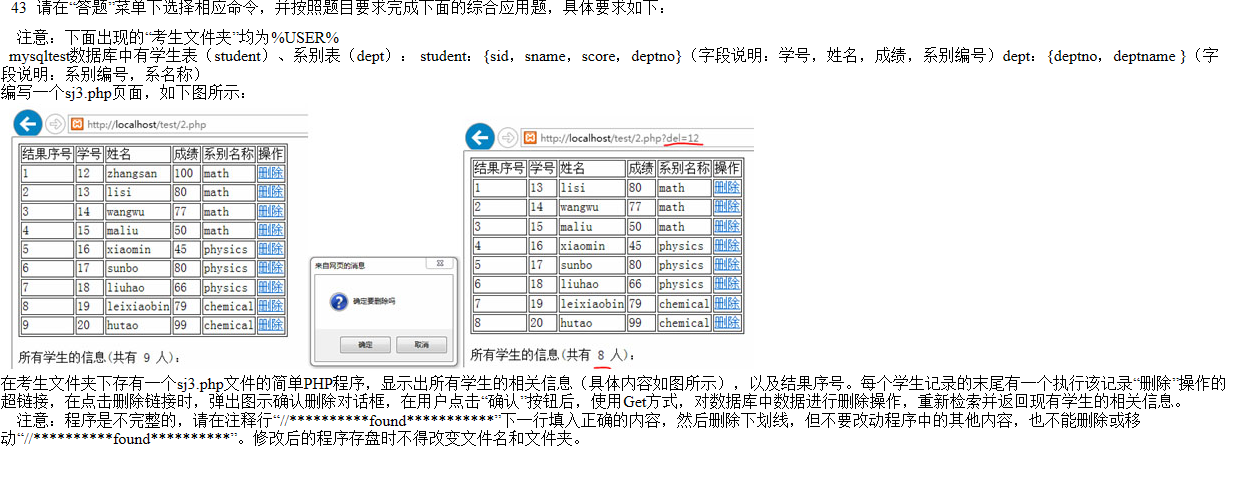 43 请在“答题”菜单下选择相应命令，并按照题目要求完成下面的综合应用题，具体要求如下：
注意：下面出现的“考生文件夹”均为%USER%
mysqltest数据库中有学生表（student）、系别表（dept）： student：{sid，sname，score，deptno}（字段说明：学号，姓名，成绩，系别编号）dept：{deptno，deptname }（字
段说明：系别编号，系名称）
编写一个sj3.php页面，如下图所示：
http://localhost/test/2.php
结果序号 学号 姓名 成绩 系别名称 操作
1 12 zhangsan 100 math 删除
2 13 lisi 80 math 删除
3 14 wangwu 77 math 删除
4 15 maliu 50 math 删除
5 16 xiaomin 45 physics 删除
6 17 sunbo 80 physics 删除
7 18 liuhao 66 physics 删除
8 19 leixiaobin 79 chemical 删除
9 20 hutao 99 chemical 删除
所有学生的信息(共有 9 人)：
来自网页的消息
确定要删除吗
确定 取消
http://localhost/test/2.php?del=12
结果序号 学号 姓名 成绩 系别名称 操作
1 13 lisi 80 math 删除
2 14 wangwu 77 math 删除
3 15 maliu 50 math 删除
4 16 xiaomin 45 physics 删除
5 17 sunbo 80 physics 删除
6 18 liuhao 66 physics 删除
7 19 leixiaobin 79 chemical 删除
8 20 hutao 99 chemical 删除
所有学生的信息(共有 8 人)：
在考生文件夹下存有一个sj3.php文件的简单PHP程序，显示出所有学生的相关信息（具体内容如图所示），以及结果序号。每个学生记录的末尾有一个执行该记录“删除”操作的
超链接，在点击删除链接时，弹出图示确认删除对话框，在用户点击“确认”按钮后，使用Get方式，对数据库中数据进行删除操作，重新检索并返回现有学生的相关信息。
注意：程序是不完整的，请在注释行“//**********found***********”下一行填入正确的内容，然后删除下划线，但不要改动程序中的其他内容，也不能删除或移
动“//**********found**********”。修改后的程序存盘时不得改变文件名和文件夹。